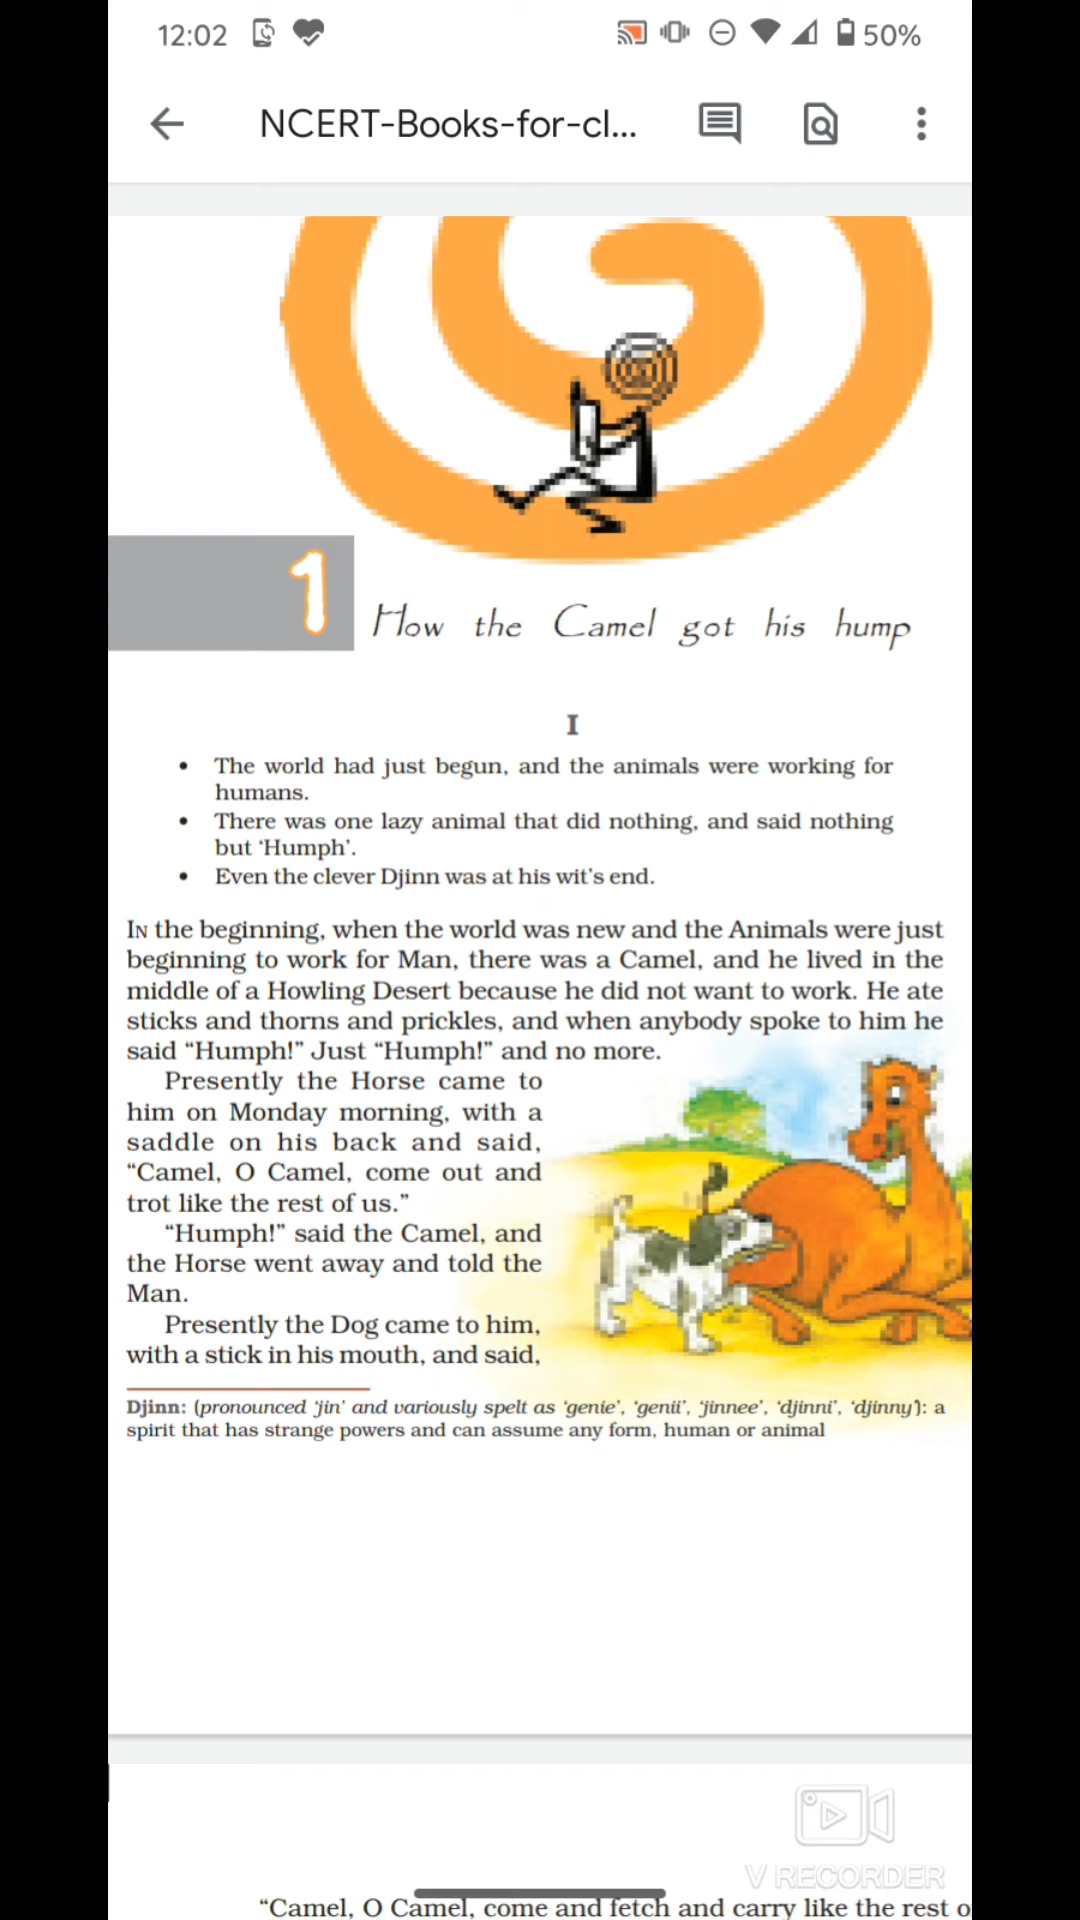 12:02
50%
NCERT-Books-for-cl...
1
How the Camel got his hump
I
• The world had just begun, and the animals were working for
humans.
• There was one lazy animal that did nothing, and said nothing
but ‘Humph’.
• Even the clever Djinn was at his wit’s end.
IN the beginning, when the world was new and the Animals were just
beginning to work for Man, there was a Camel, and he lived in the
middle of a Howling Desert because he did not want to work. He ate
sticks and thorns and prickles, and when anybody spoke to him he
said “Humph!” Just “Humph!” and no more.
Presently the Horse came to
him on Monday morning, with a
saddle on his back and said,
“Camel, O Camel, come out and
trot like the rest of us.”
“Humph!” said the Camel, and
the Horse went away and told the
Man.
Presently the Dog came to him,
with a stick in his mouth, and said,
Djinn: (pronounced ‘jin’ and variously spelt as ‘genie’, ‘genii’, ‘jinnee’, ‘djinni’, ‘djinny’): a
spirit that has strange powers and can assume any form, human or animal
V RECORDER
“Camel, O Camel, come and fetch and carry like the rest o